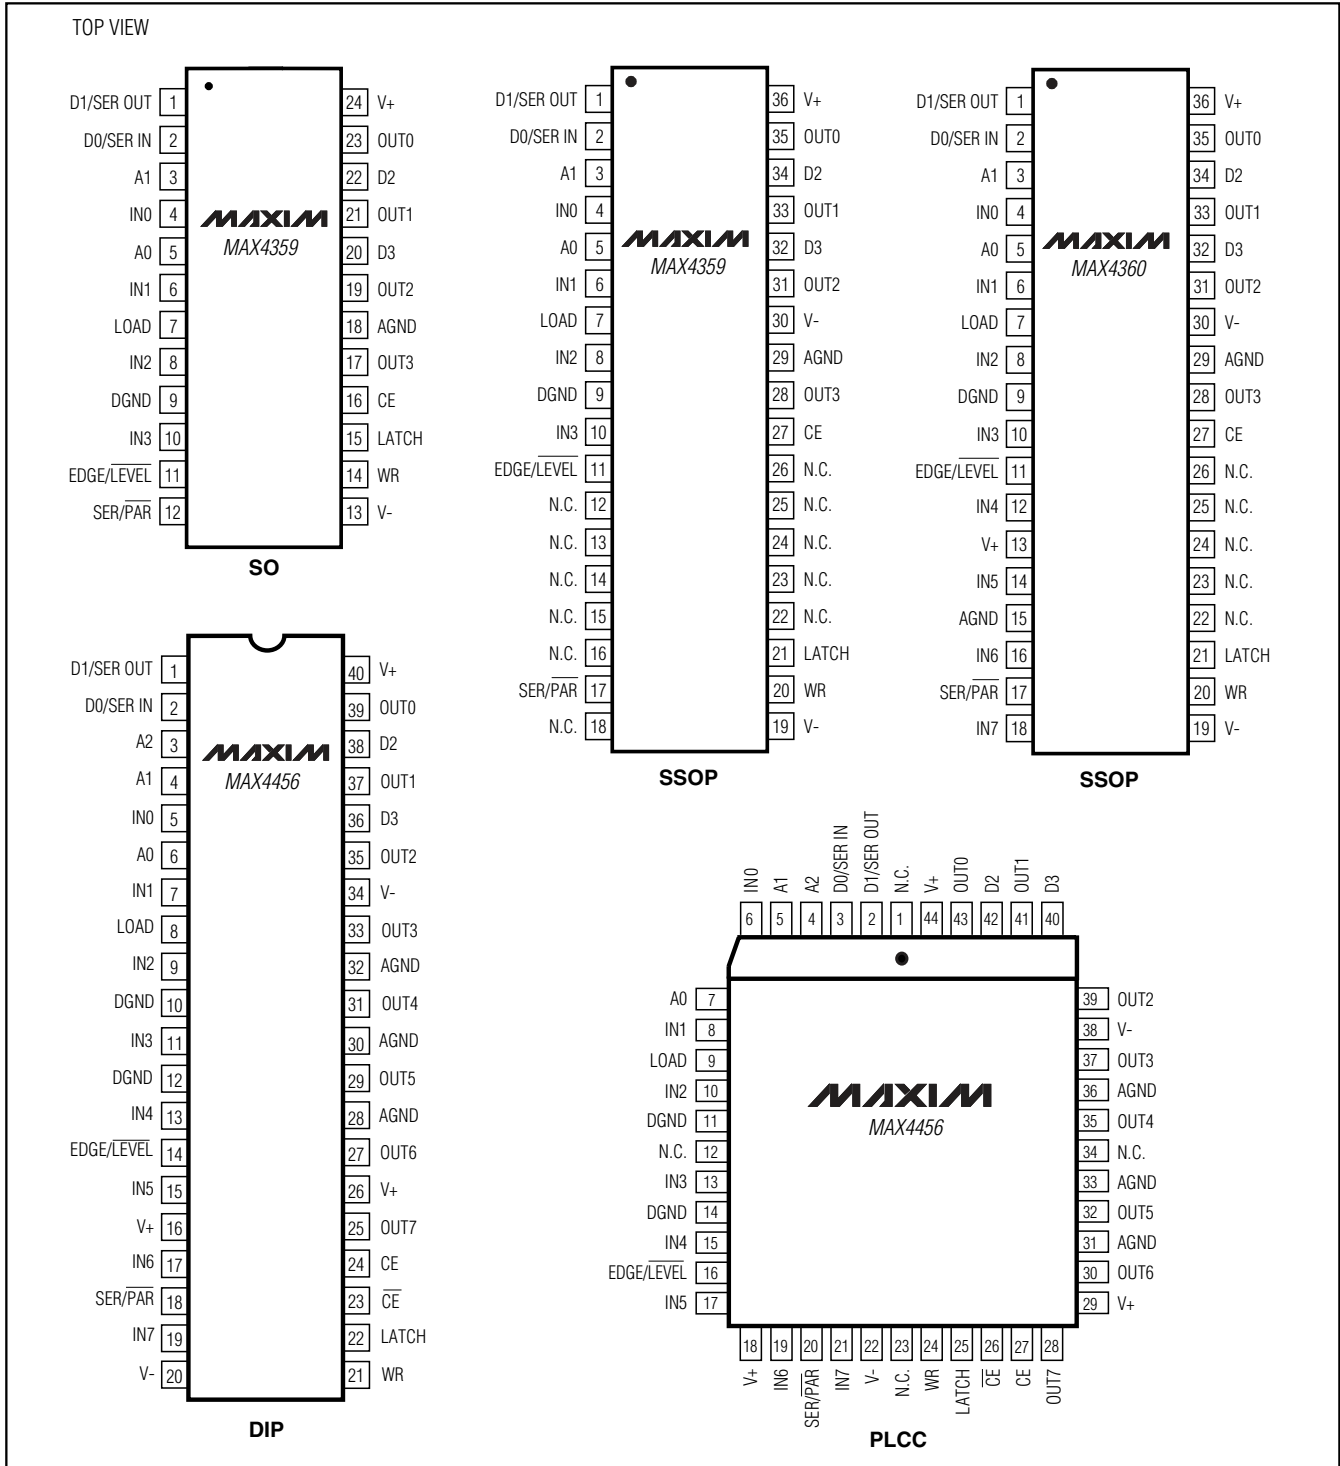 TOP VIEW
D1/SER OUT 1
D0/SER IN 2
A1 3
IN0 4
A0 5
IN1 6
LOAD 7
IN2 8
DGND 9
IN3 10
EDGE/LEVEL 11
SER/PAR 12
24 V+
23 OUT0
22 D2
21 OUT1
20 D3
19 OUT2
18 AGND
17 OUT3
16 CE
15 LATCH
14 WR
13 V-
MAXIM
MAX4359
SO
D1/SER OUT 1
D0/SER IN 2
A1 3
IN0 4
A0 5
IN1 6
LOAD 7
IN2 8
DGND 9
IN3 10
EDGE/LEVEL 11
N.C. 12
N.C. 13
N.C. 14
N.C. 15
N.C. 16
SER/PAR 17
N.C. 18
36 V+
35 OUT0
34 D2
33 OUT1
32 D3
31 OUT2
30 V-
29 AGND
28 OUT3
27 CE
26 N.C.
25 N.C.
24 N.C.
23 N.C.
22 N.C.
21 LATCH
20 WR
19 V-
MAXIM
MAX4359
SSOP
D1/SER OUT 1
D0/SER IN 2
A1 3
IN0 4
A0 5
IN1 6
LOAD 7
IN2 8
DGND 9
IN3 10
EDGE/LEVEL 11
IN4 12
V+ 13
IN5 14
AGND 15
IN6 16
SER/PAR 17
IN7 18
36 V+
35 OUT0
34 D2
33 OUT1
32 D3
31 OUT2
30 V-
29 AGND
28 OUT3
27 CE
26 N.C.
25 N.C.
24 N.C.
23 N.C.
22 N.C.
21 LATCH
20 WR
19 V-
MAXIM
MAX4360
SSOP
D1/SER OUT 1
D0/SER IN 2
A2 3
A1 4
IN0 5
A0 6
IN1 7
LOAD 8
IN2 9
DGND 10
IN3 11
DGND 12
IN4 13
EDGE/LEVEL 14
IN5 15
V+ 16
IN6 17
SER/PAR 18
IN7 19
V- 20
40 V+
39 OUT0
38 D2
37 OUT1
36 D3
35 OUT2
34 V-
33 OUT3
32 AGND
31 OUT4
30 AGND
29 OUT5
28 AGND
27 OUT6
26 V+
25 OUT7
24 CE
23 CE
22 LATCH
21 WR
MAXIM
MAX4456
DIP
IN0 6
A1 5
A2 4
D0/SER IN 3
D1/SER OUT 2
N.C. 1
V+ 44
OUT0 43
D2 42
OUT1 41
D3 40
A0 7
IN1 8
LOAD 9
IN2 10
DGND 11
N.C. 12
IN3 13
DGND 14
IN4 15
EDGE/LEVEL 16
IN5 17
39 OUT2
38 V-
37 OUT3
36 AGND
35 OUT4
34 N.C.
33 AGND
32 OUT5
31 AGND
30 OUT6
29 V+
MAXIM
MAX4456
18 V+
19 IN6
20 SER/PAR
21 IN7
22 V-
23 N.C.
24 WR
25 LATCH
26 CE
27 CE
28 OUT7
PLCC